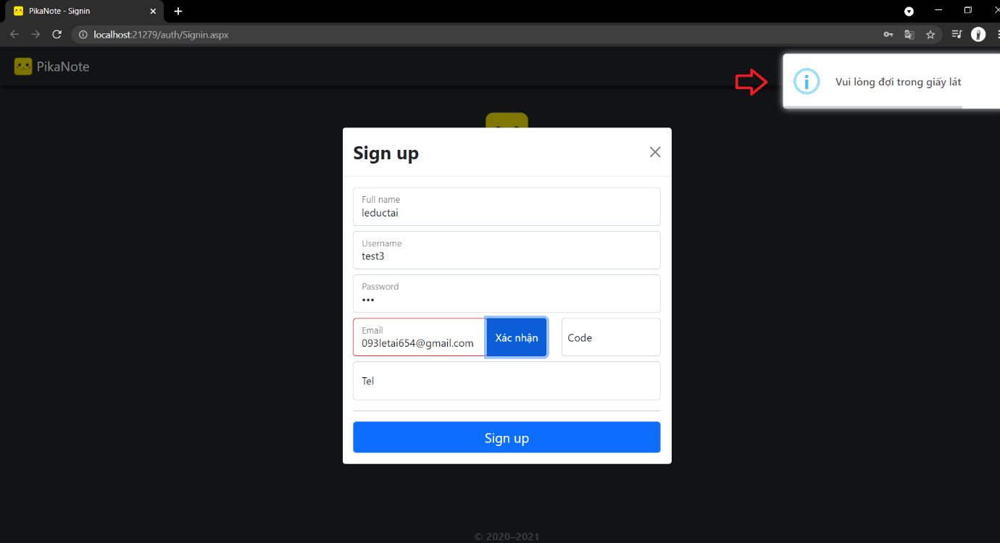 PikaNote - Signin
localhost:21279/auth/Signin.aspx
PikaNote
Vui lòng đợi trong giấy lát
Sign up
Full name
leductai
Username
test3
Password
•••
Email
093letai654@gmail.com
Xác nhận
Code
Tel
Sign up
© 2020–2021